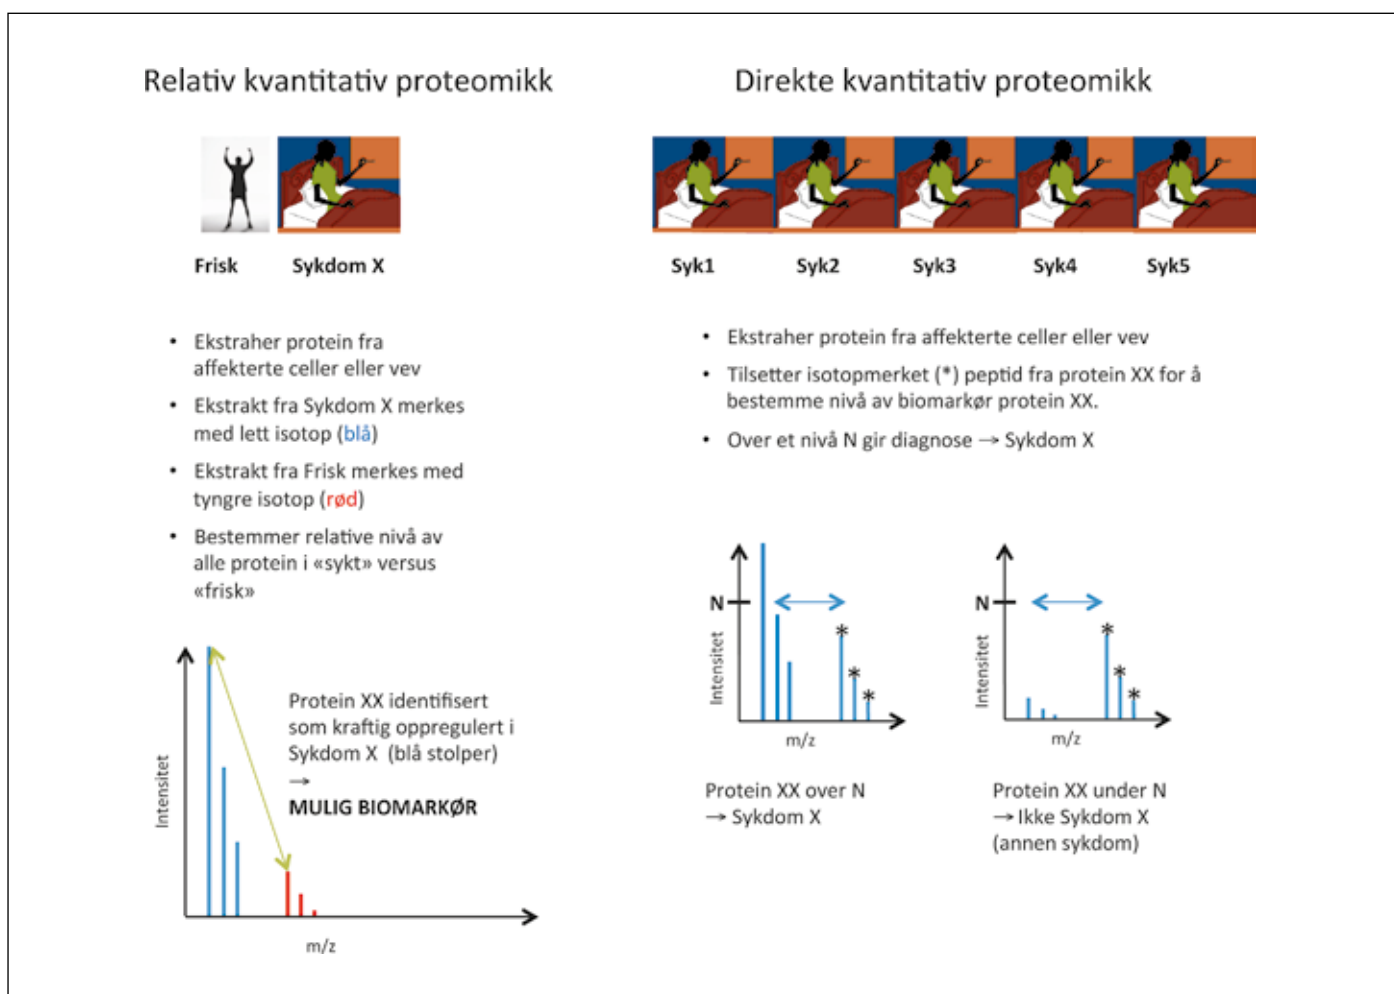 Relativ kvantitativ proteomikk
Frisk
Sykdom X
• Ekstraher protein fra
affekterte celler eller vev
• Ekstrakt fra Sykdom X merkes
med lett isotop (blå)
• Ekstrakt fra Frisk merkes med
tyngre isotop (rød)
• Bestemmer relative nivå av
alle protein i «sykt» versus
«frisk»
Intensitet
Protein XX identifisert
som kraftig oppregulert i
Sykdom X (blå stolper)
→
MULIG BIOMARKØR
m/z
Direkte kvantitativ proteomikk
Syk1
Syk2
Syk3
Syk4
Syk5
• Ekstraher protein fra affekterte celler eller vev
• Tilsetter isotopmerket (*) peptid fra protein XX for å
bestemme nivå av biomarkør protein XX.
• Over et nivå N gir diagnose → Sykdom X
N
Intensitet
* * *
m/z
Protein XX over N
→ Sykdom X
N
Intensitet
* * *
m/z
Protein XX under N
→ Ikke Sykdom X
(annen sykdom)